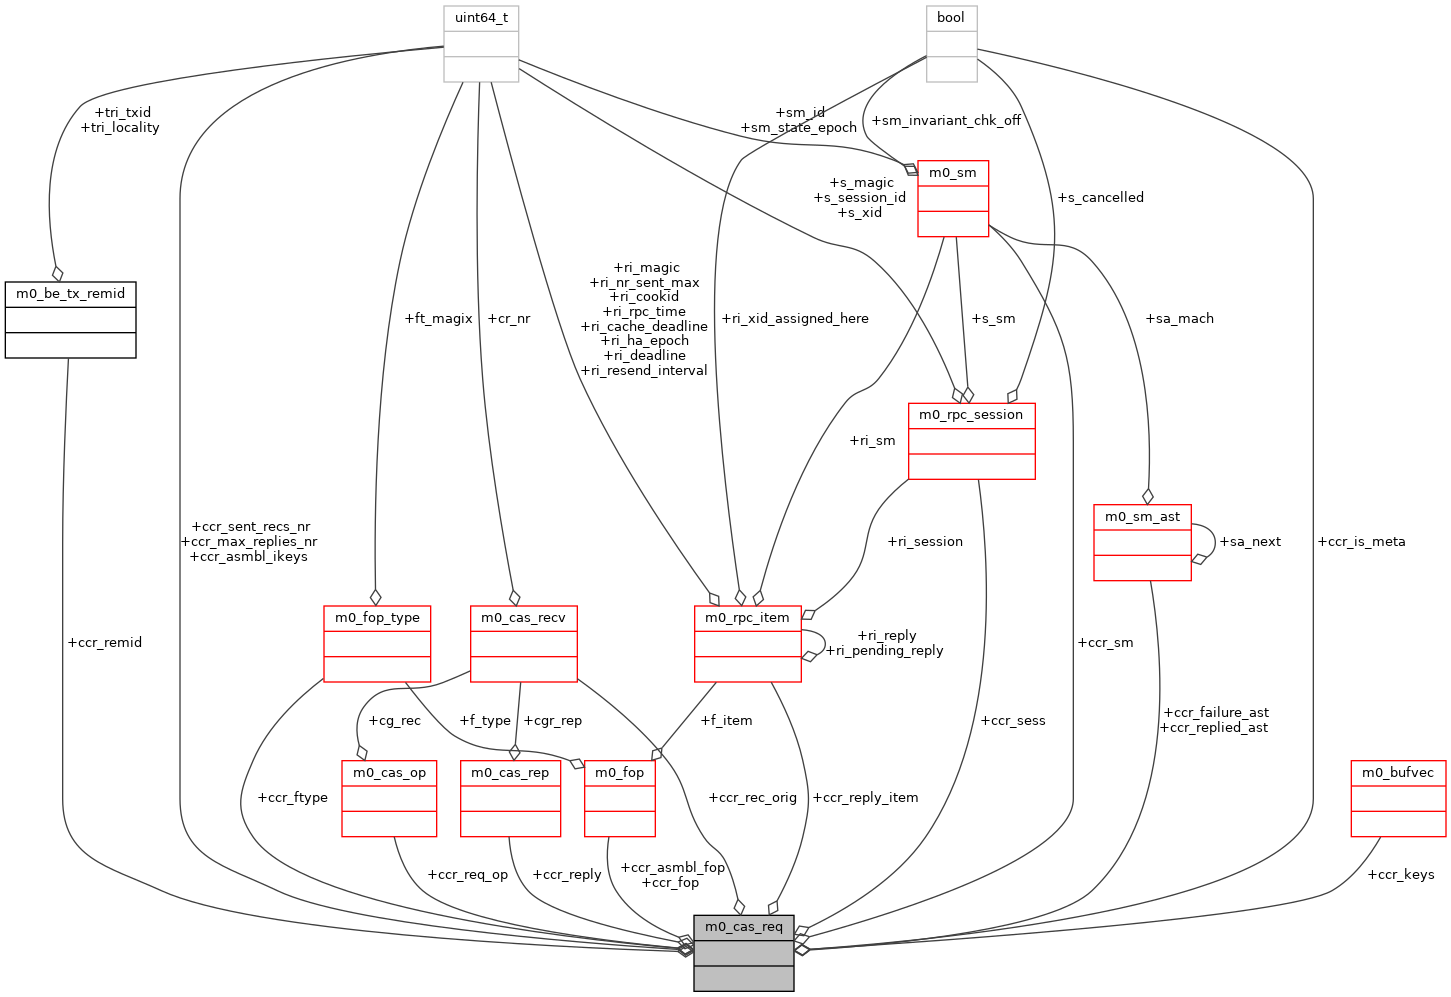 uint64_t
bool
+tri_txid
+tri_locality
+sm_id
+sm_state_epoch
+sm_invariant_chk_off
m0_sm
+s_magic
+s_session_id
+s_xid
+s_cancelled
m0_be_tx_remid
+ft_magix
+cr_nr
+ri_magic
+ri_nr_sent_max
+ri_cookid
+ri_rpc_time
+ri_cache_deadline
+ri_ha_epoch
+ri_deadline
+ri_resend_interval
+ri_xid_assigned_here
+s_sm
+sa_mach
m0_rpc_session
+ri_sm
m0_sm_ast
+ccr_sent_recs_nr
+ccr_max_replies_nr
+ccr_asmbl_ikeys
+ri_session
+sa_next
+ccr_is_meta
m0_fop_type
m0_cas_recv
m0_rpc_item
+ccr_remid
+ri_reply
+ri_pending_reply
+ccr_sm
+cg_rec
+f_type
+cgr_rep
+f_item
+ccr_sess
+ccr_failure_ast
+ccr_replied_ast
m0_cas_op
m0_cas_rep
m0_fop
m0_bufvec
+ccr_ftype
+ccr_rec_orig
+ccr_reply_item
+ccr_req_op
+ccr_reply
+ccr_asmbl_fop
+ccr_fop
+ccr_keys
m0_cas_req